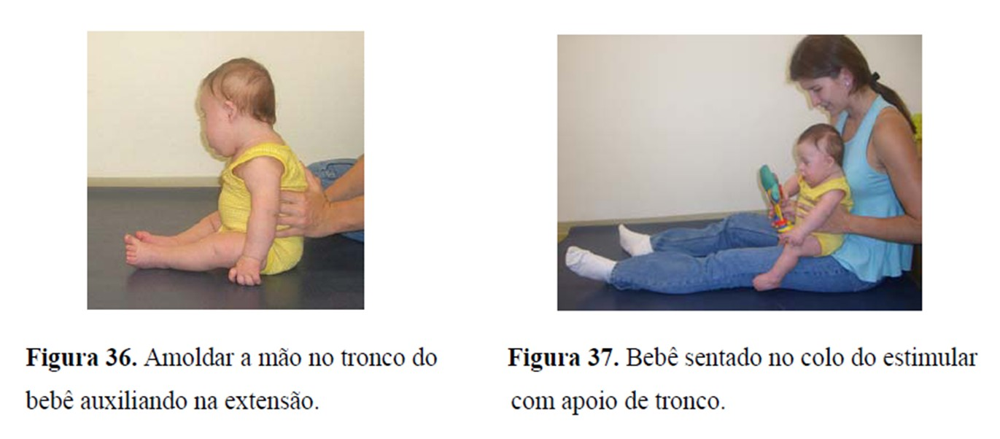 Figura 36. Amoldar a mão no tronco do
bebê auxiliando na extensão.
Figura 37. Bebê sentado no colo do estimular
com apoio de tronco.